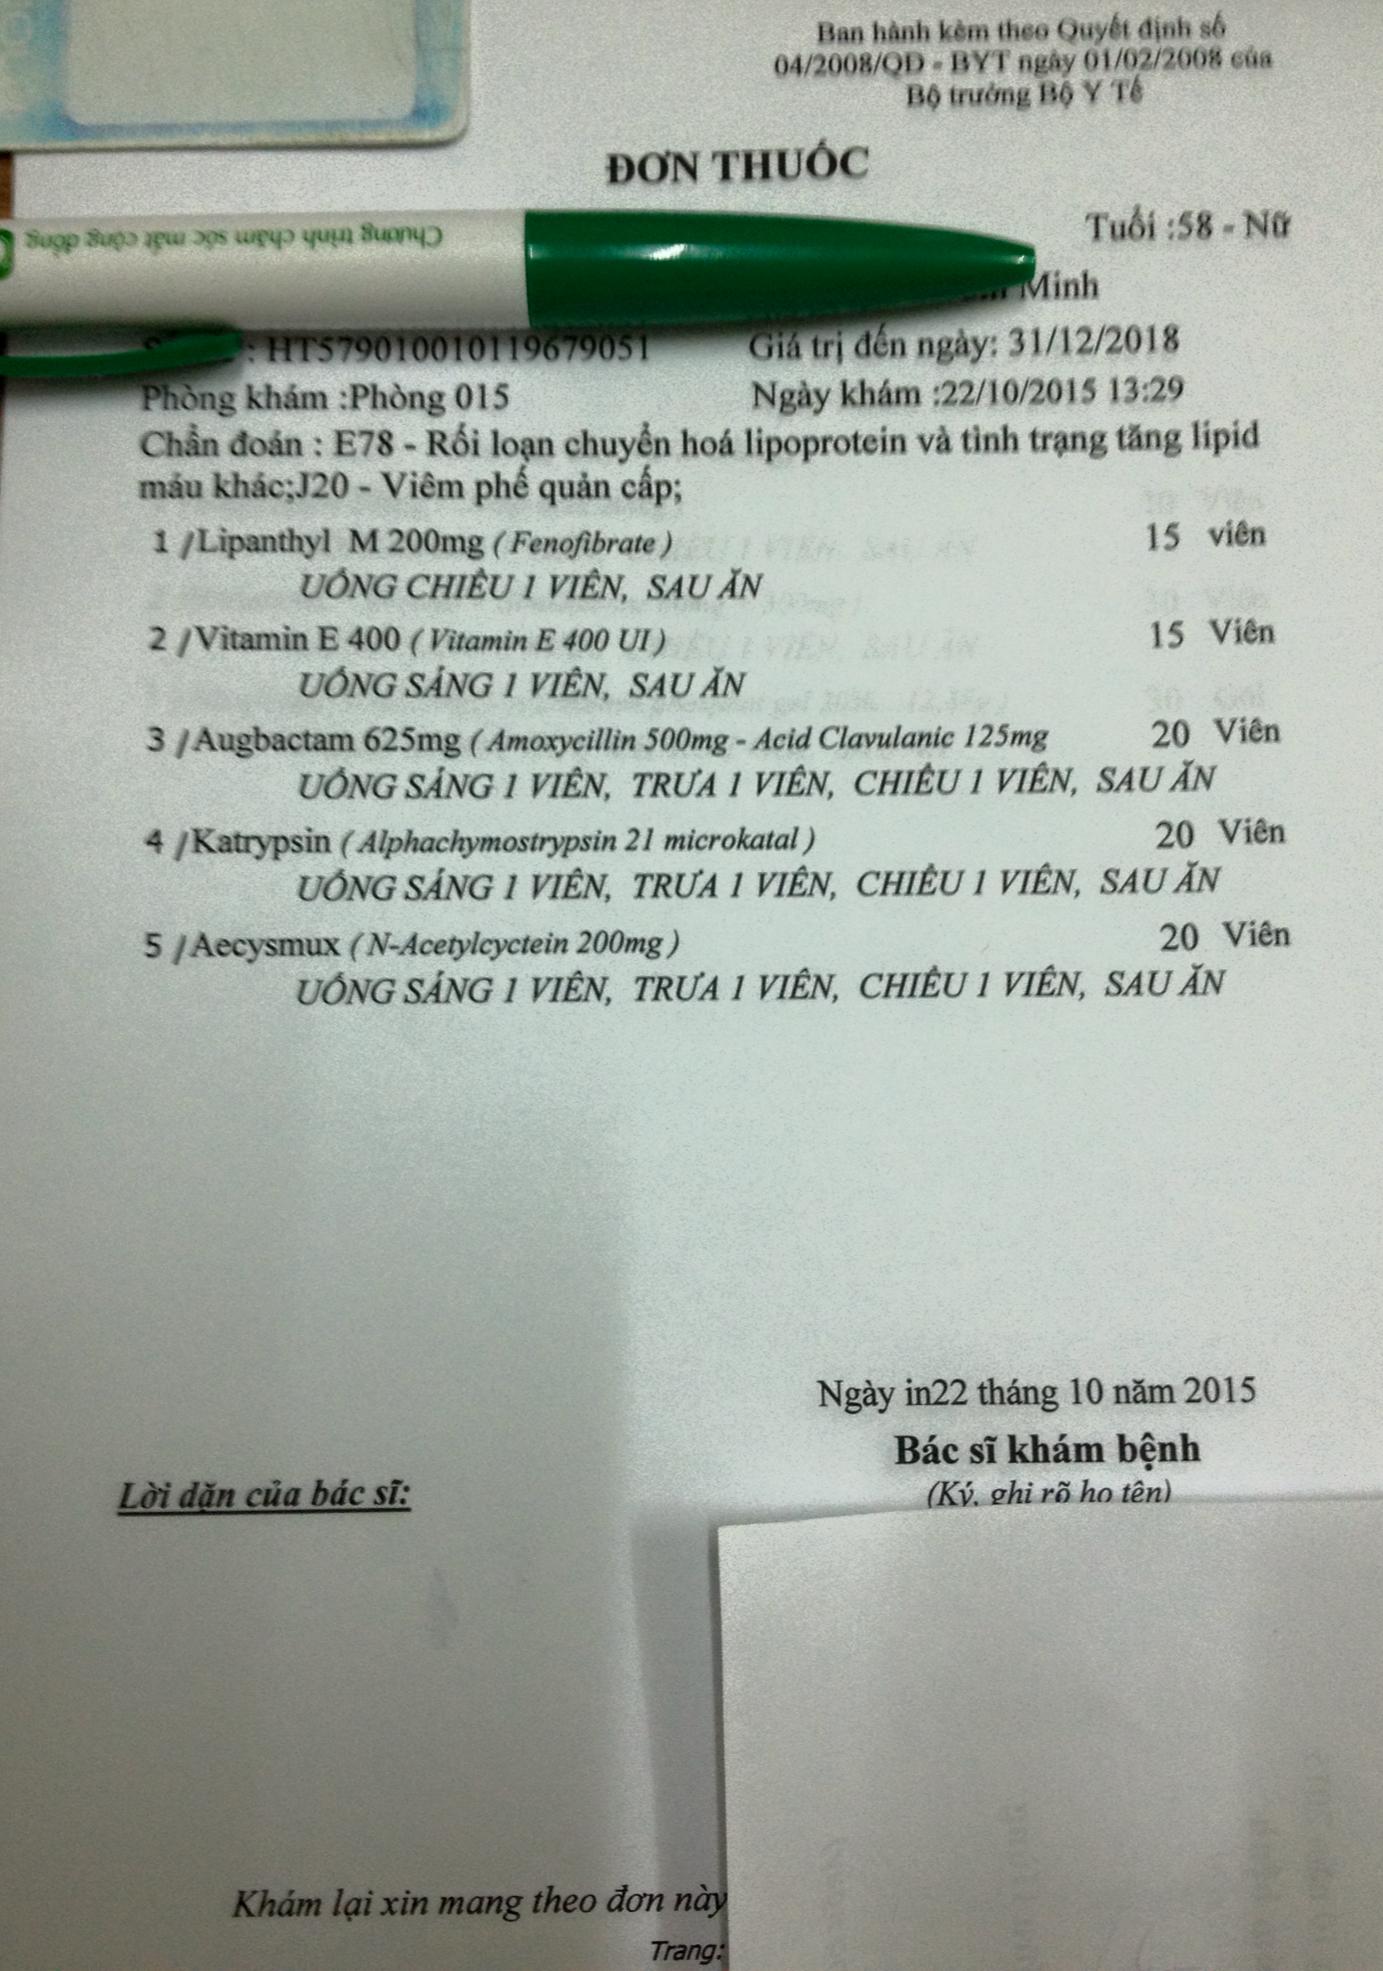 Ban hành kèm theo Quyết định số
04/2008/QD - BYT ngày 01/02/2008 của
Bộ trưởng Bộ Y Tế
ĐƠN THUỐC
Chương trình chăm sóc mắt cộng đồng
Tuổi :58 - Nữ
Minh
: HT579010010119679051 Giá trị đến ngày: 31/12/2018
Phòng khám :Phòng 015 Ngày khám :22/10/2015 13:29
Chẩn đoán : E78 - Rối loạn chuyển hoá lipoprotein và tình trạng tăng lipid
máu khác;J20 - Viêm phế quản cấp;
1 /Lipanthyl M 200mg ( Fenofibrate ) 15 viên
UỐNG CHIỀU 1 VIÊN, SAU ĂN
2 /Vitamin E 400 ( Vitamin E 400 UI ) 15 Viên
UỐNG SÁNG 1 VIÊN, SAU ĂN
3 /Augbactam 625mg ( Amoxycillin 500mg - Acid Clavulanic 125mg 20 Viên
UỐNG SÁNG 1 VIÊN, TRƯA 1 VIÊN, CHIỀU 1 VIÊN, SAU ĂN
4 /Katrypsin ( Alphachymostrypsin 21 microkatal ) 20 Viên
UỐNG SÁNG 1 VIÊN, TRƯA 1 VIÊN, CHIỀU 1 VIÊN, SAU ĂN
5 /Aecysmux ( N-Acetylcyctein 200mg ) 20 Viên
UỐNG SÁNG 1 VIÊN, TRƯA 1 VIÊN, CHIỀU 1 VIÊN, SAU ĂN
Ngày in22 tháng 10 năm 2015
Bác sĩ khám bệnh
(Ký, ghi rõ họ tên)
Lời dặn của bác sĩ:
Khám lại xin mang theo đơn này
Trang: